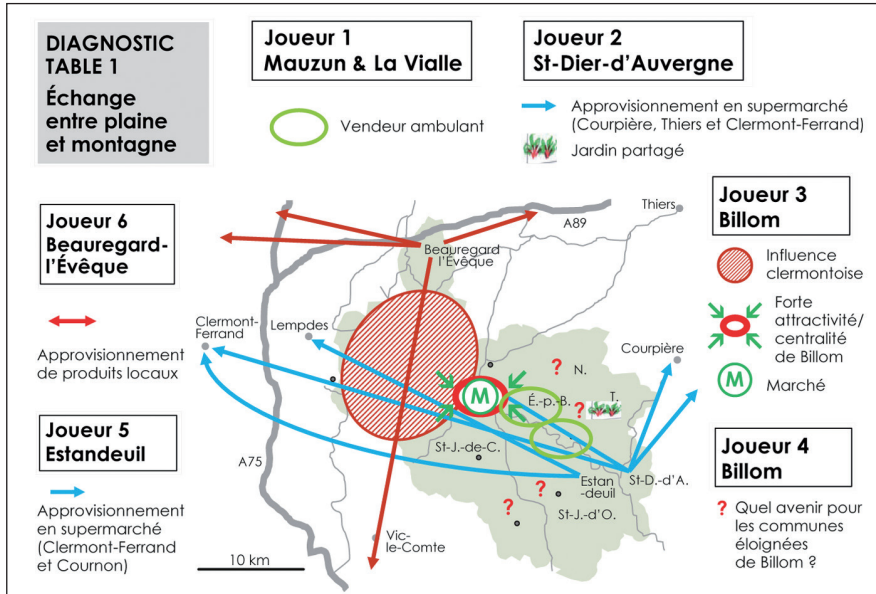 DIAGNOSTIC
TABLE 1
Échange
entre plaine
et montagne
Joueur 1
Mauzun & La Vialle
Vendeur ambulant
Joueur 2
St-Dier-d’Auvergne
Approvisionnement en supermarché
(Courpière, Thiers et Clermont-Ferrand)
Jardin partagé
Joueur 6
Beauregard-
l’Évêque
Approvisionnement
de produits locaux
Joueur 5
Estandeuil
Approvisionnement
en supermarché
(Clermont-Ferrand
et Cournon)
Thiers
A89
Beauregard
l’Évêque
Clermont-
Ferrand
Lempdes
Courpière
? N.
M
É.-p.-B.
? T.
St-J.-de-C.
A75
Estan
-deuil
St-D.-d’A.
?
?
St-J.-d’O.
Vic-
le-Comte
10 km
Joueur 3
Billom
Influence
clermontoise
Forte
attractivité/
centralité
de Billom
M
Marché
Joueur 4
Billom
? Quel avenir pour
les communes
éloignées
de Billom ?